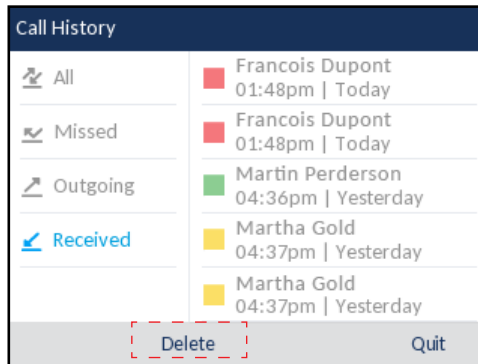 Call History
All
Missed
Outgoing
Received
Francois Dupont
01:48pm | Today
Francois Dupont
01:48pm | Today
Martin Perderson
04:36pm | Yesterday
Martha Gold
04:37pm | Yesterday
Martha Gold
04:37pm | Yesterday
Delete
Quit